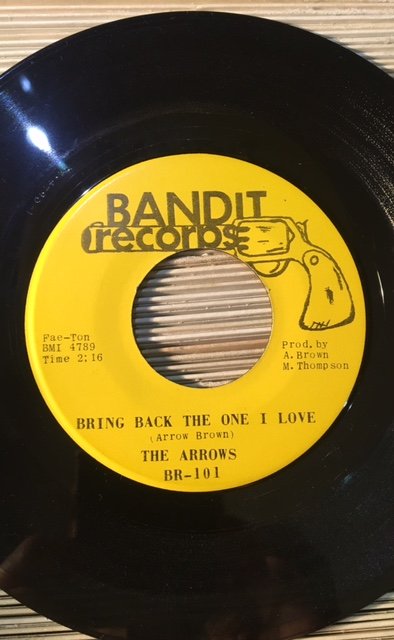 BANDIT
records
Fae-Ton
BMI 4789
Time 2:16
Prod. by
A. Brown
M. Thompson
BRING BACK THE ONE I LOVE
(Arrow Brown)
THE ARROWS
BR-101